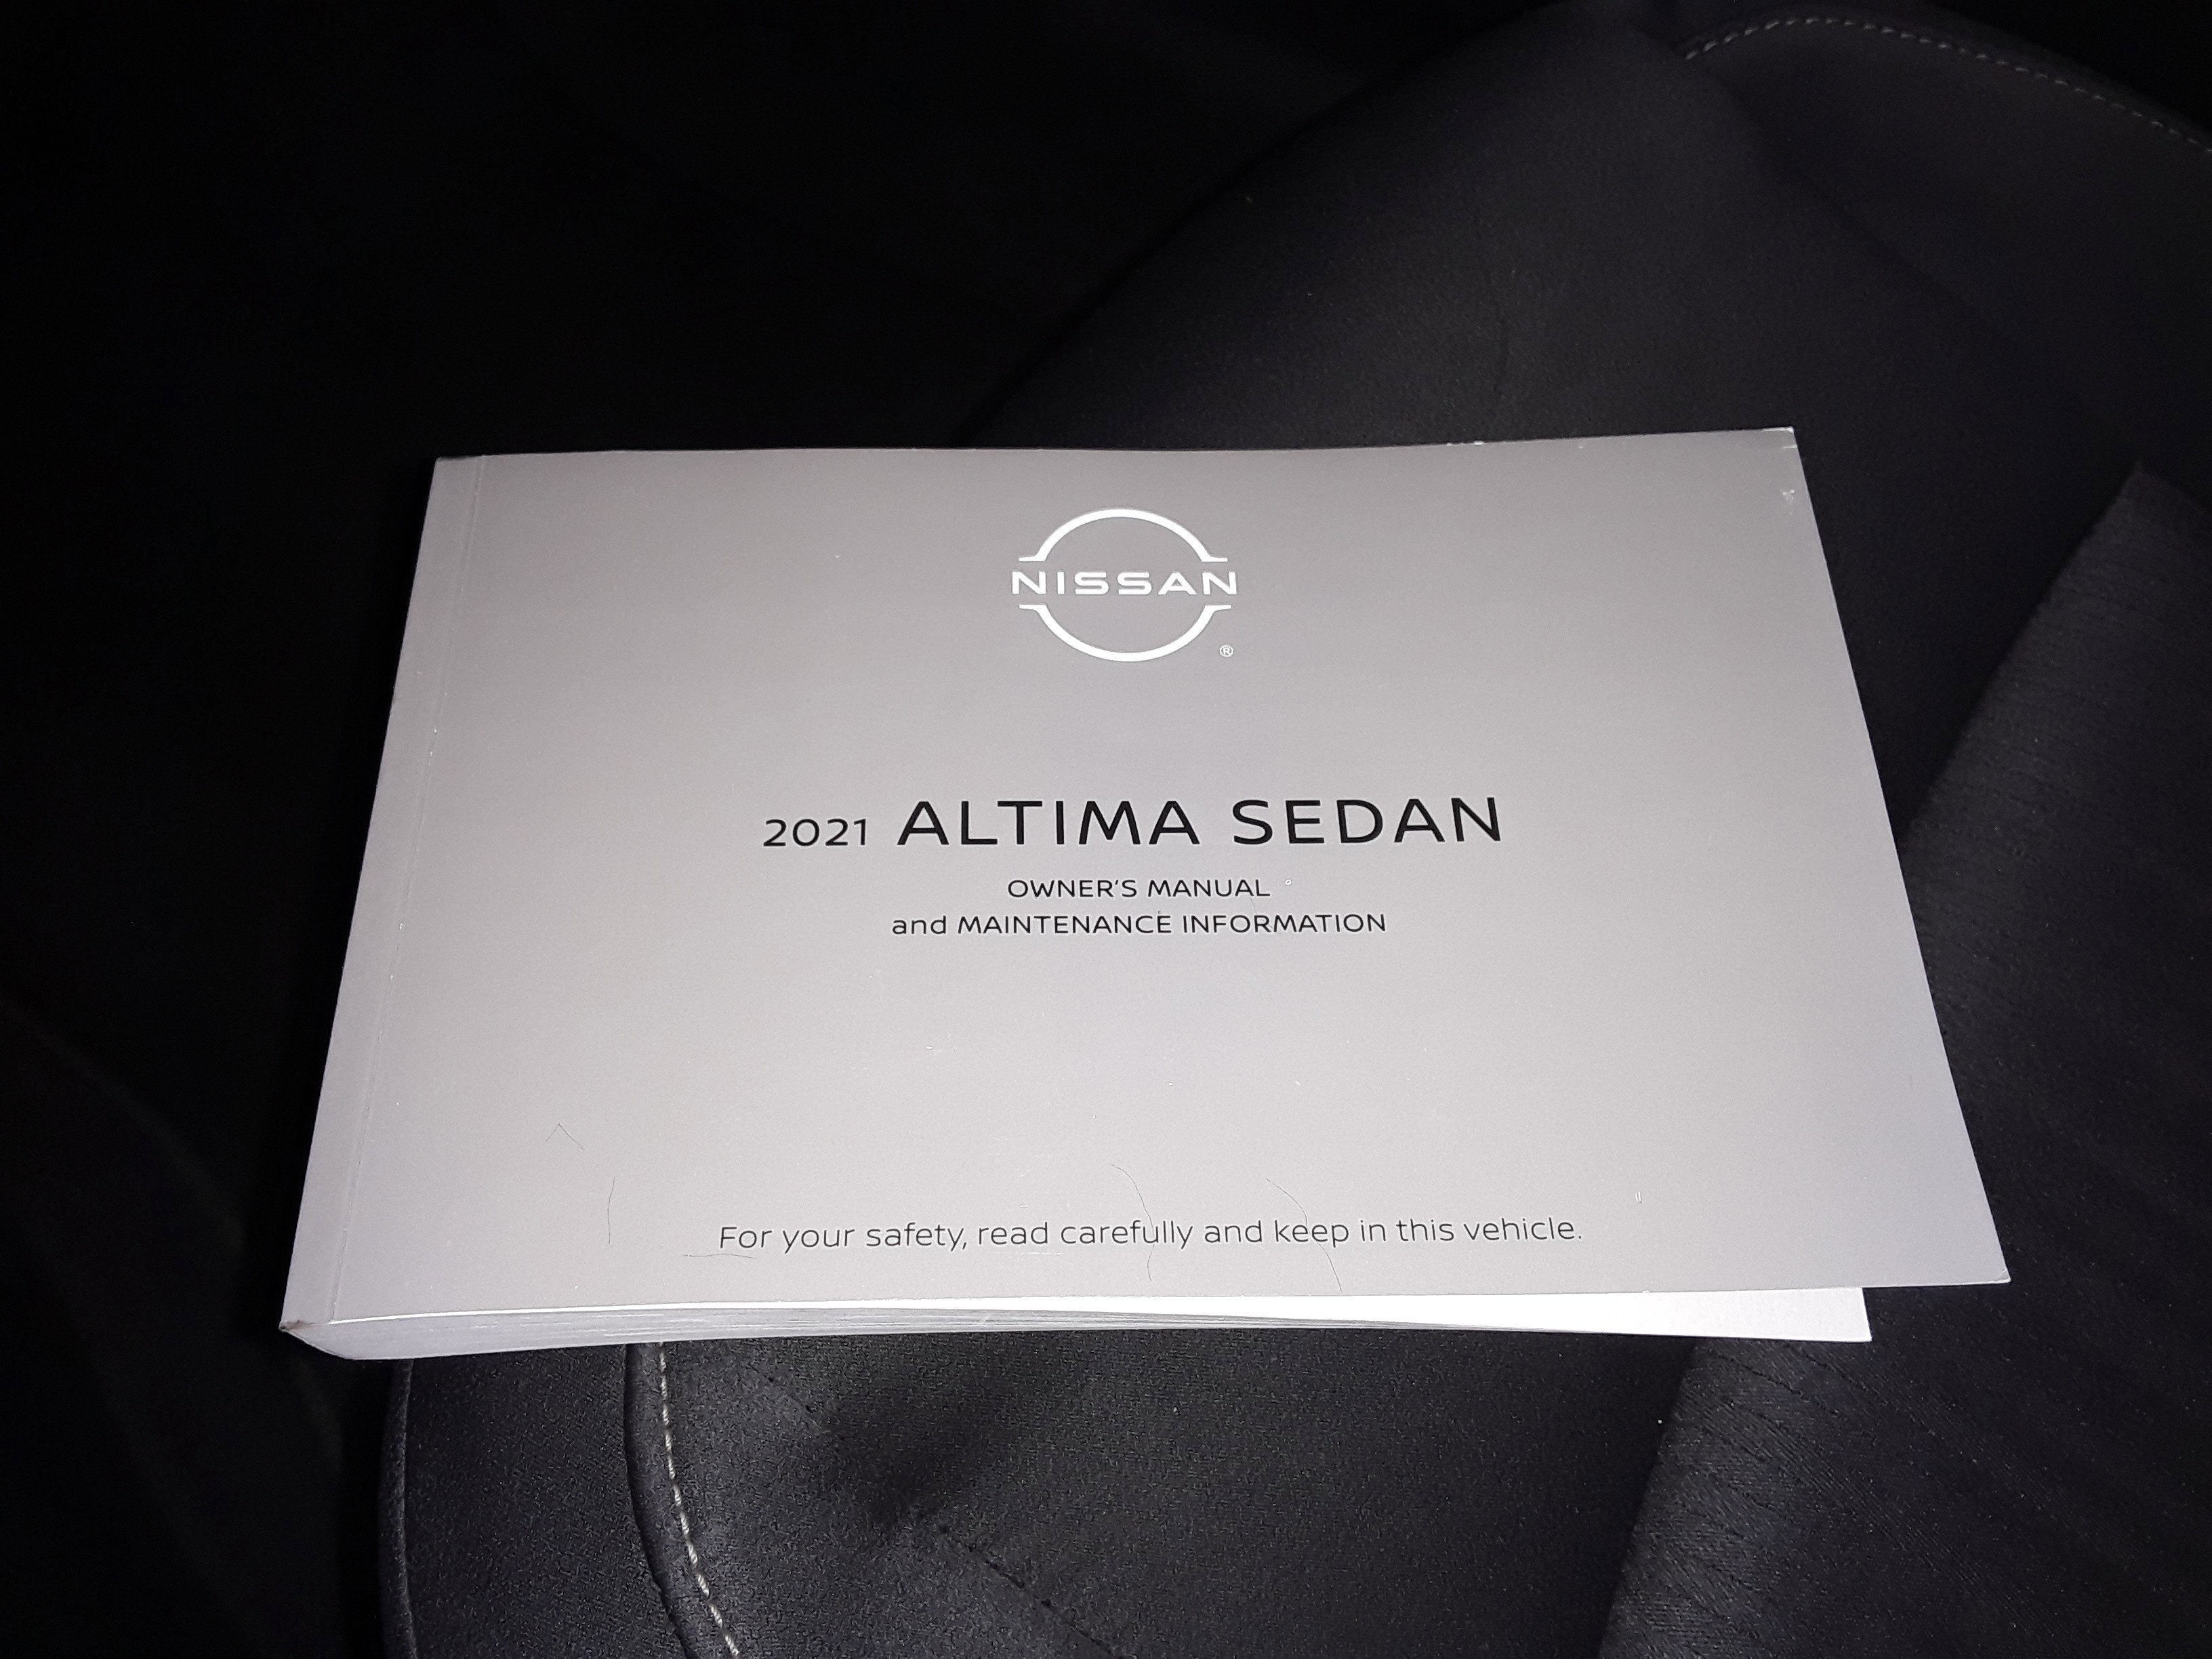 NISSAN
®
2021 ALTIMA SEDAN
OWNER'S MANUAL
and MAINTENANCE INFORMATION
For your safety, read carefully and keep in this vehicle.